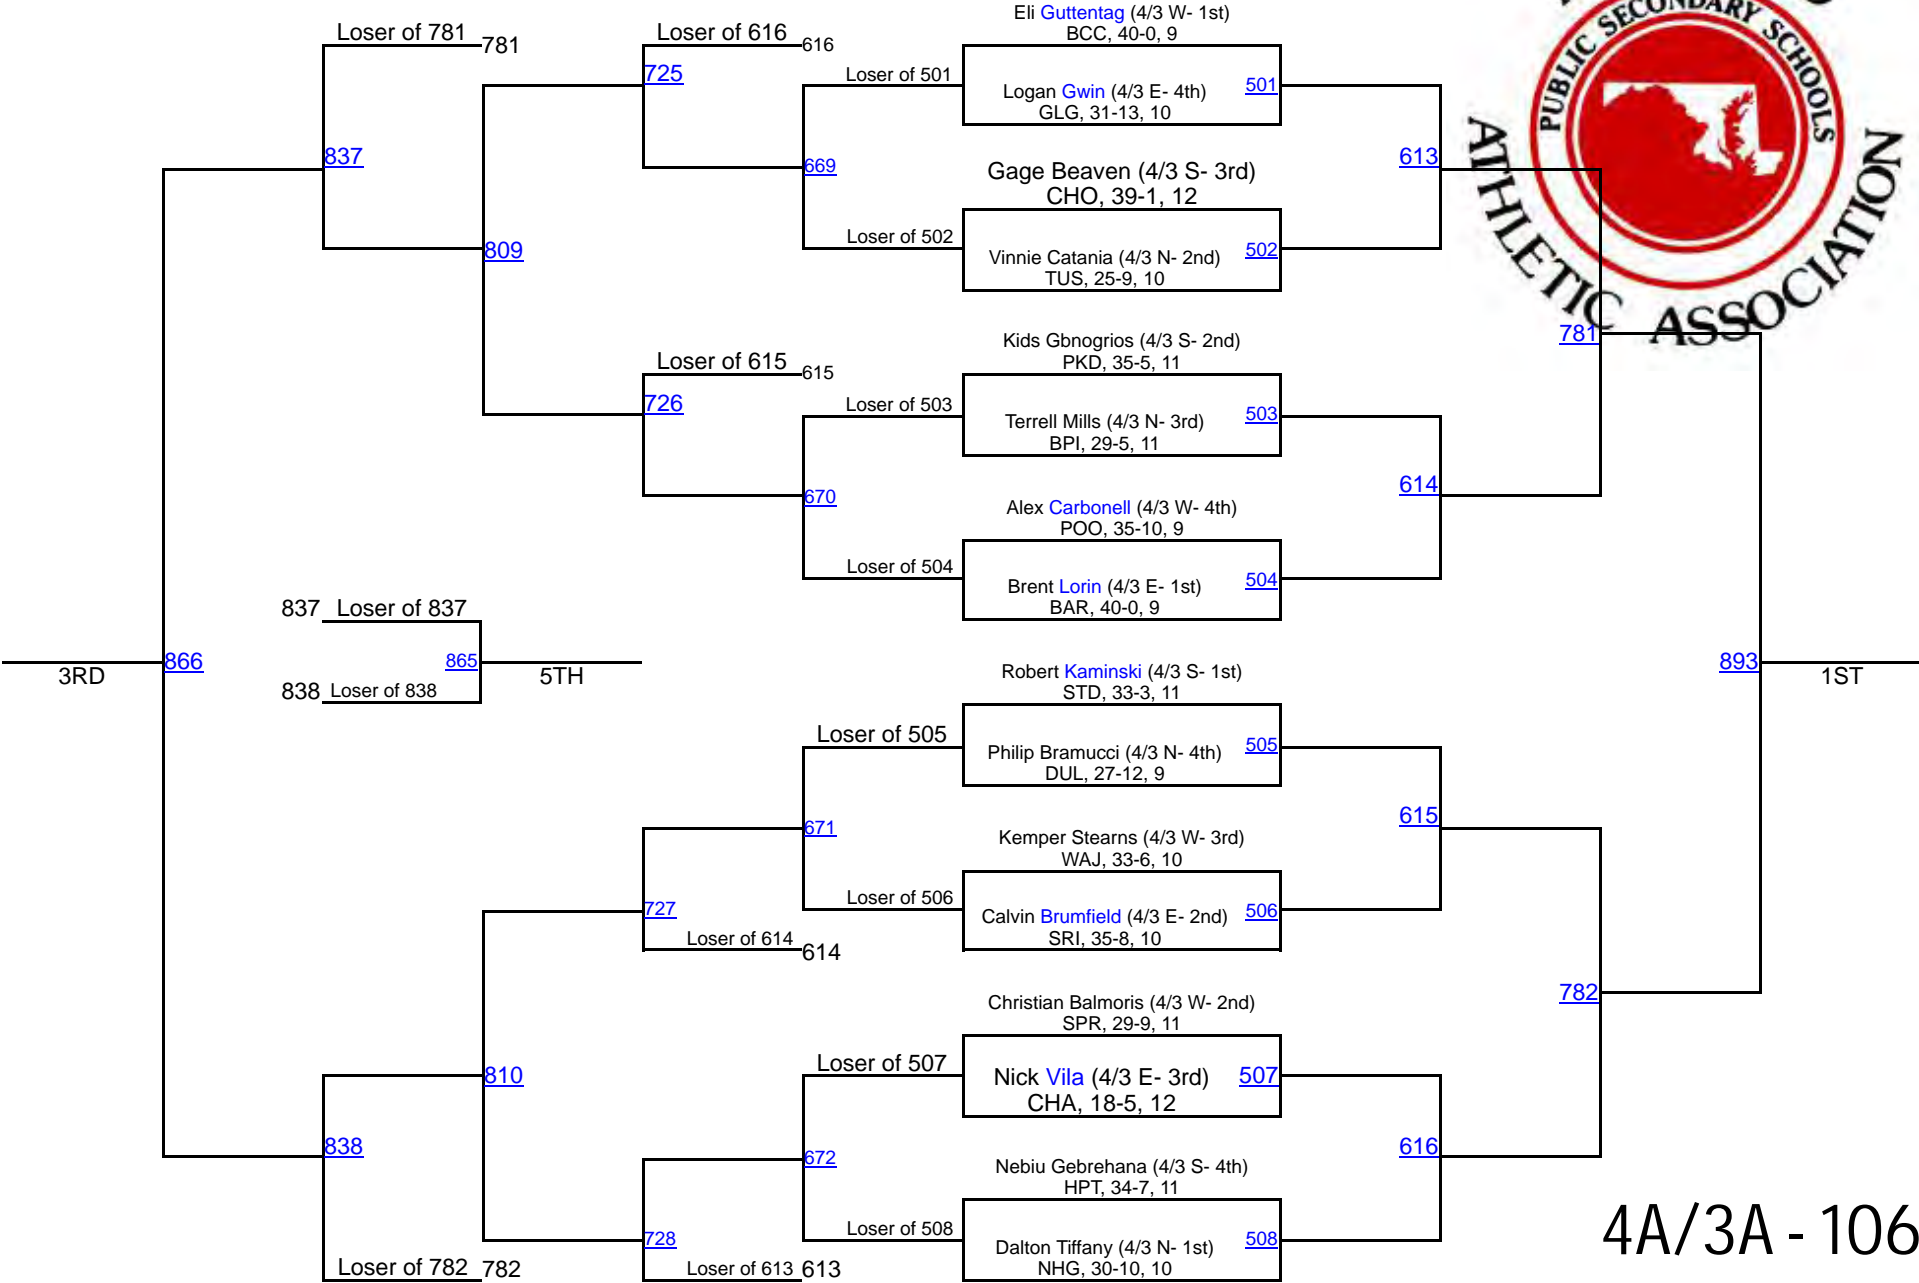 Loser of 781 781
Loser of 616 616
Eli Guttentag (4/3 W- 1st)
BCC, 40-0, 9
725
Loser of 501
Logan Gwin (4/3 E- 4th)
GLG, 31-13, 10
501
837
669
Gage Beaven (4/3 S- 3rd)
CHO, 39-1, 12
613
809
Loser of 502
Vinnie Catania (4/3 N- 2nd)
TUS, 25-9, 10
502
PUBLIC SECONDARY SCHOOLS
ATHLETIC ASSOCIATION
781
Loser of 615 615
Kids Gbnogrios (4/3 S- 2nd)
PKD, 35-5, 11
726
Loser of 503
Terrell Mills (4/3 N- 3rd)
BPI, 29-5, 11
503
670
614
Alex Carbonell (4/3 W- 4th)
POO, 35-10, 9
Loser of 504
Brent Lorin (4/3 E- 1st)
BAR, 40-0, 9
504
837 Loser of 837
3RD
866
865
5TH
838 Loser of 838
893
1ST
Robert Kaminski (4/3 S- 1st)
STD, 33-3, 11
Loser of 505
Philip Bramucci (4/3 N- 4th)
DUL, 27-12, 9
505
671
615
Kemper Stearns (4/3 W- 3rd)
WAJ, 33-6, 10
727
Loser of 506
Calvin Brumfield (4/3 E- 2nd)
SRI, 35-8, 10
506
Loser of 614 614
782
Christian Balmoris (4/3 W- 2nd)
SPR, 29-9, 11
810
Loser of 507
Nick Vila (4/3 E- 3rd)
CHA, 18-5, 12
507
838
672
616
Nebiu Gebrehana (4/3 S- 4th)
HPT, 34-7, 11
728
Loser of 508
Dalton Tiffany (4/3 N- 1st)
NHG, 30-10, 10
508
Loser of 782 782
Loser of 613 613
4A/3A - 106